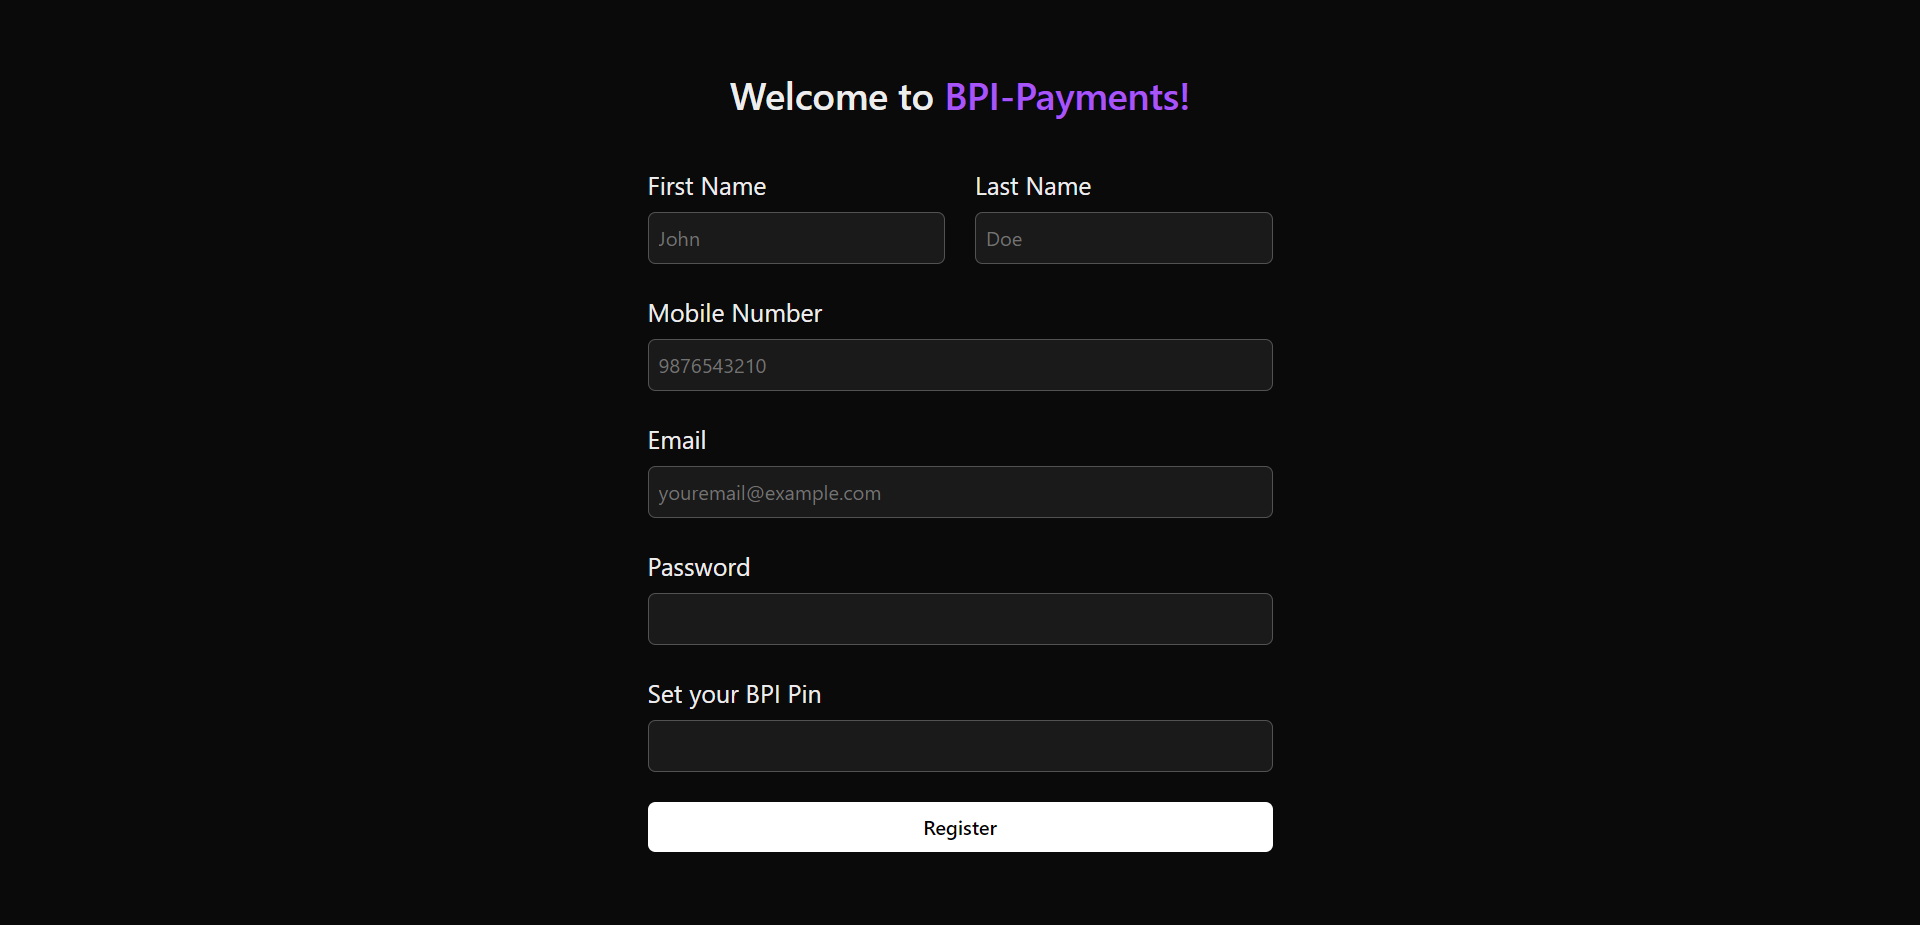 Welcome to BPI-Payments!
First Name
Last Name
John
Doe
Mobile Number
9876543210
Email
youremail@example.com
Password
Set your BPI Pin
Register